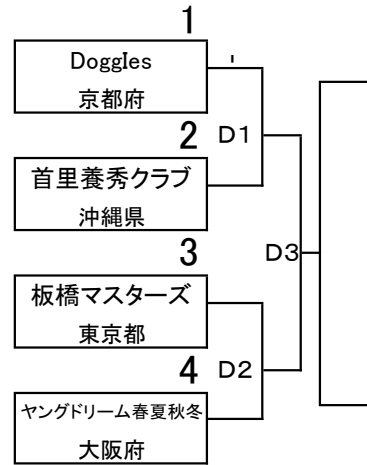 1
DoggIes
京都府
2
D1
首里養秀クラブ
沖縄県
3
D3
板橋マスターズ
東京都
4
D2
ヤングドリーム春夏秋冬
大阪府